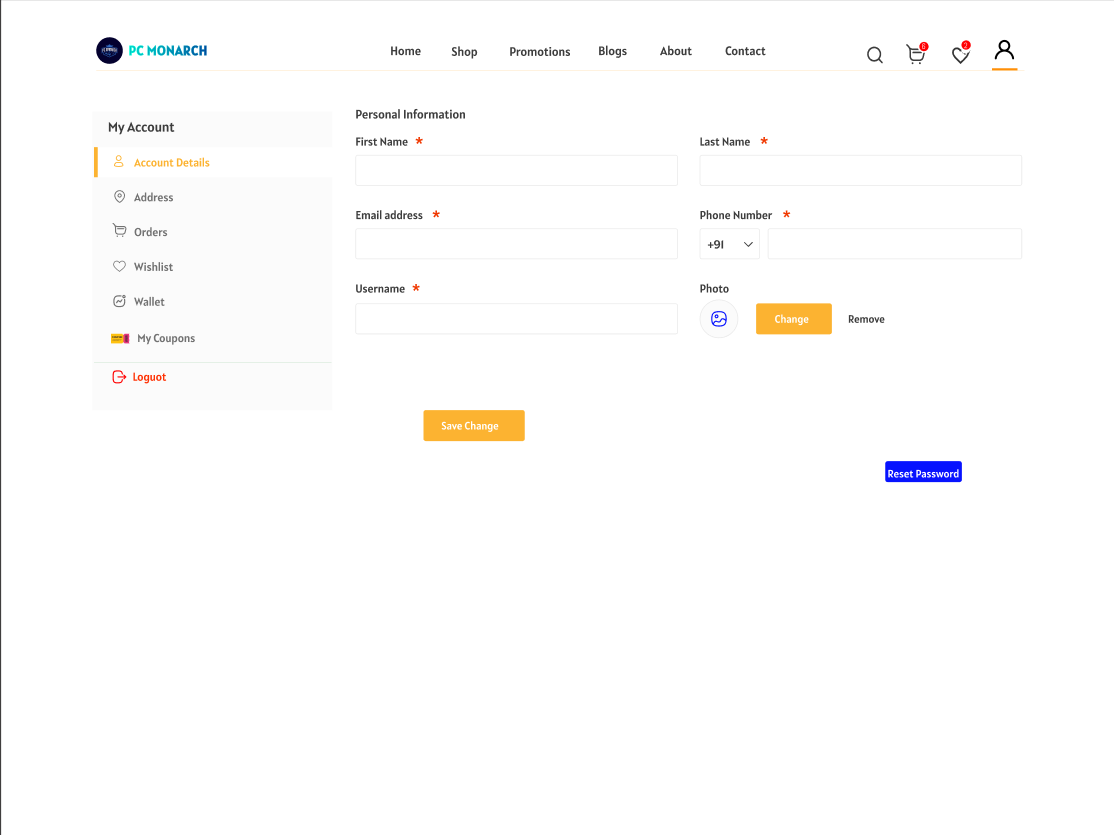 PC MONARCH
Home Shop Promotions Blogs About Contact
6 2
My Account
Account Details
Address
Orders
Wishlist
Wallet
My Coupons
Loguot
Personal Information
First Name * Last Name *
Email address * Phone Number *
+91
Username * Photo
Change Remove
Save Change
Reset Password